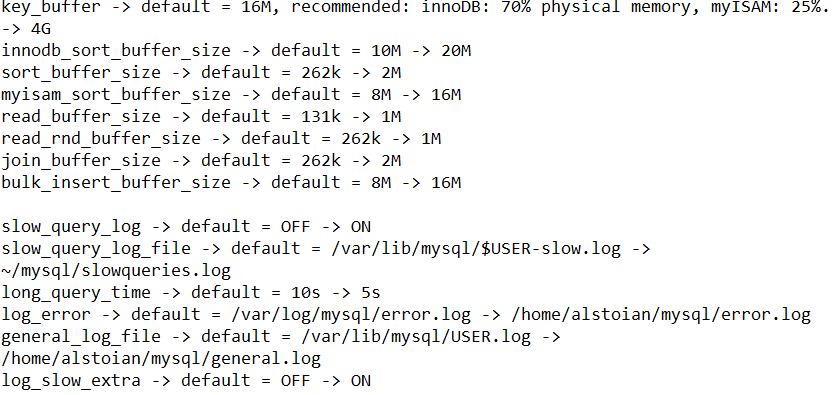 key_buffer -> default = 16M, recommended: innoDB: 70% physical memory, myISAM: 25%.
-> 4G
innodb_sort_buffer_size -> default = 10M -> 20M
sort_buffer_size -> default = 262k -> 2M
myisam_sort_buffer_size -> default = 8M -> 16M
read_buffer_size -> default = 131k -> 1M
read_rnd_buffer_size -> default = 262k -> 1M
join_buffer_size -> default = 262k -> 2M
bulk_insert_buffer_size -> default = 8M -> 16M

slow_query_log -> default = OFF -> ON
slow_query_log_file -> default = /var/lib/mysql/$USER-slow.log ->
~/mysql/slowqueries.log
long_query_time -> default = 10s -> 5s
log_error -> default = /var/log/mysql/error.log -> /home/alstoian/mysql/error.log
general_log_file -> default = /var/lib/mysql/USER.log ->
/home/alstoian/mysql/general.log
log_slow_extra -> default = OFF -> ON